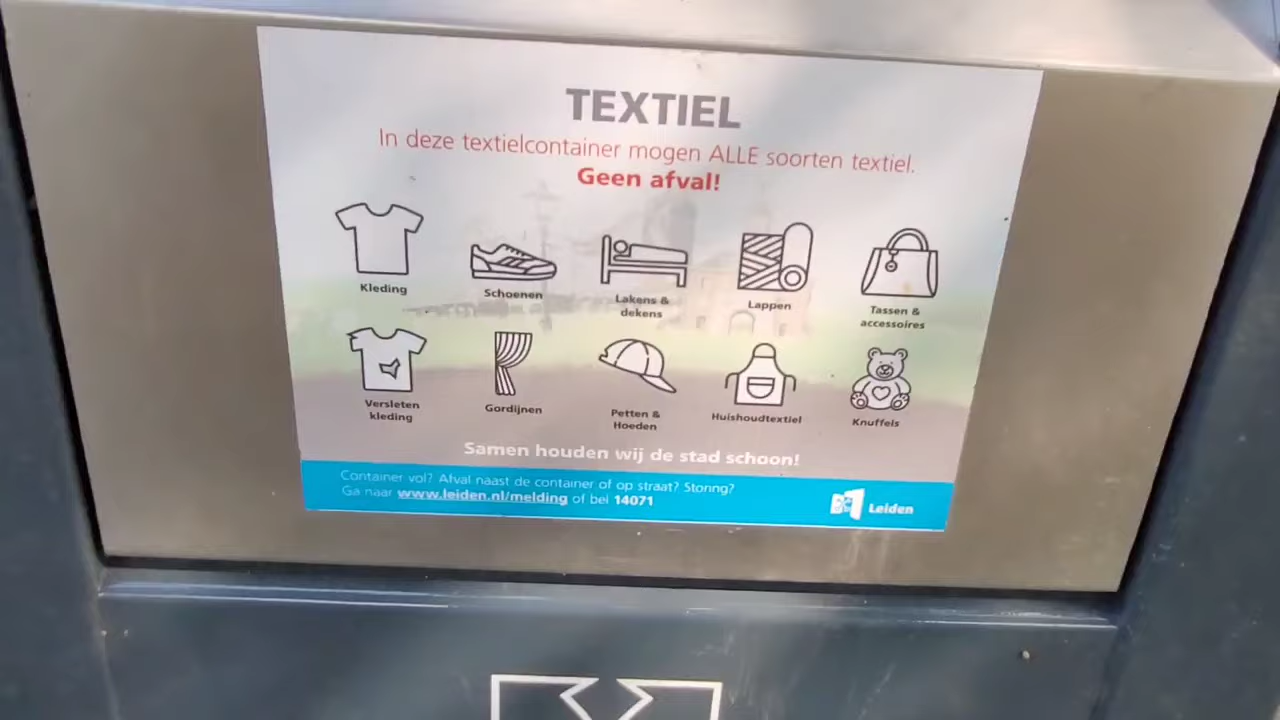 TEXTIEL
In deze textielcontainer mogen ALLE soorten textiel.
Geen afval!
Kleding
Schoenen
Lakens &
dekens
Lappen
Tassen &
accessoires
Versleten
kleding
Gordijnen
Petten &
Hoeden
Huishoudtextiel
Knuffels
Samen houden wij de stad schoon!
Container vol? Afval naast de container of op straat? Storing?
Ga naar www.leiden.nl/melding of bel 14071
Leiden